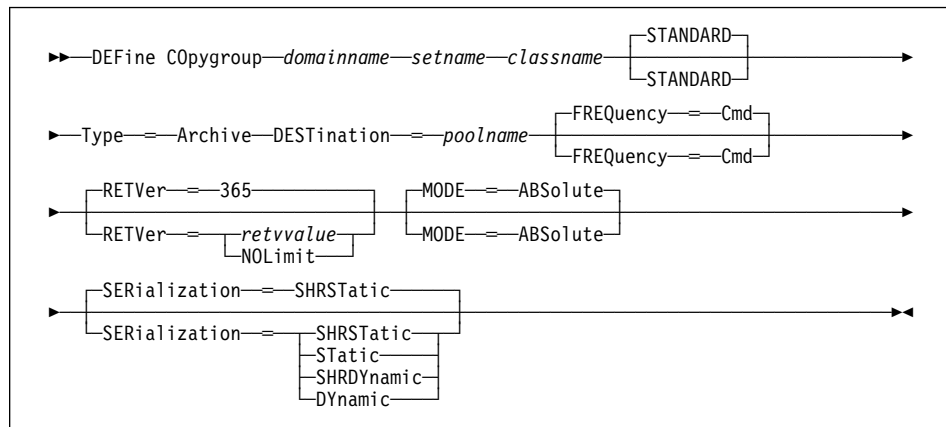 STANDARD
DEFine COpygroup domainname setname classname
STANDARD
FREQuency = Cmd
Type = Archive DESTination = poolname
FREQuency = Cmd
RETVer = 365 MODE = ABSolute
RETVer = retvvalue MODE = ABSolute
NOLimit
SERialization = SHRSTatic
SERialization = SHRSTatic
STatic
SHRDYnamic
DYnamic